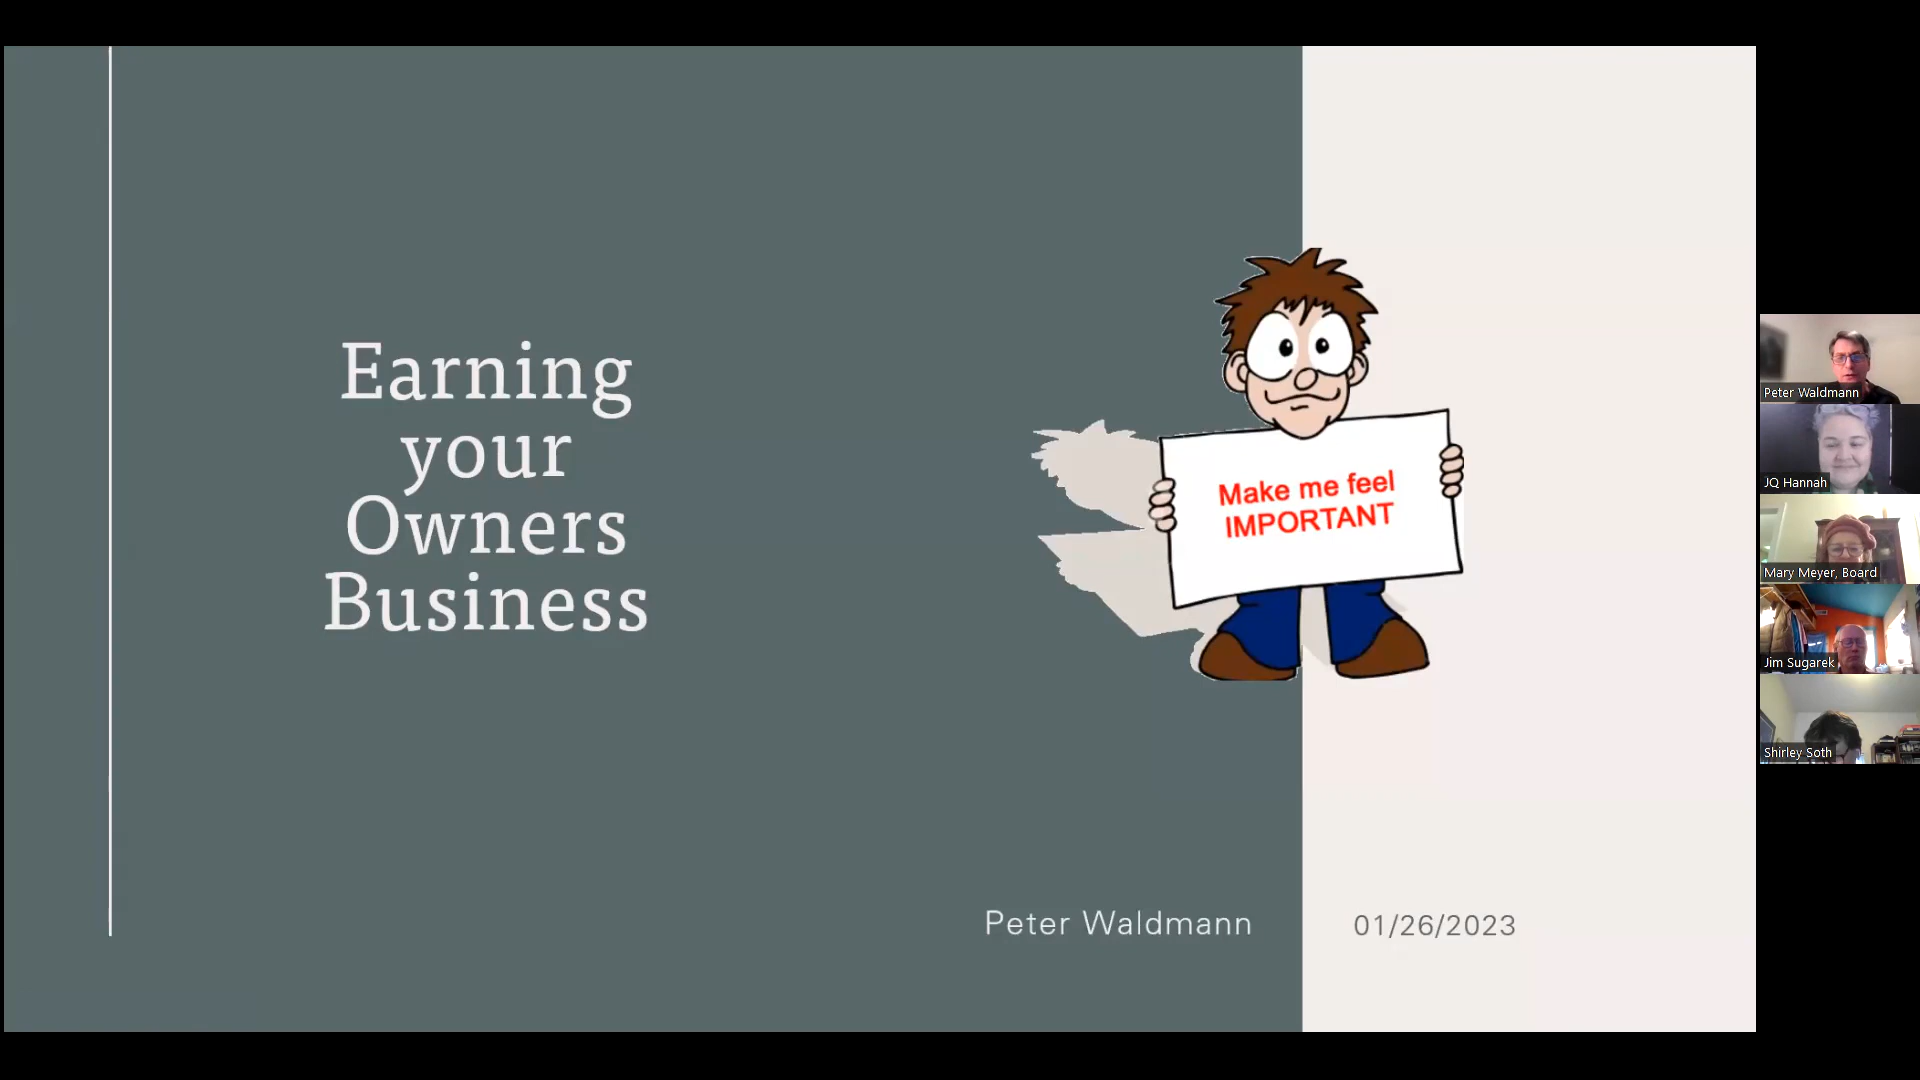 Earning
your
Owners
Business
Make me feel
IMPORTANT
Peter Waldmann
01/26/2023
Peter Waldmann
JQ Hannah
Mary Meyer, Board
Jim Sugarek
Shirley Soth